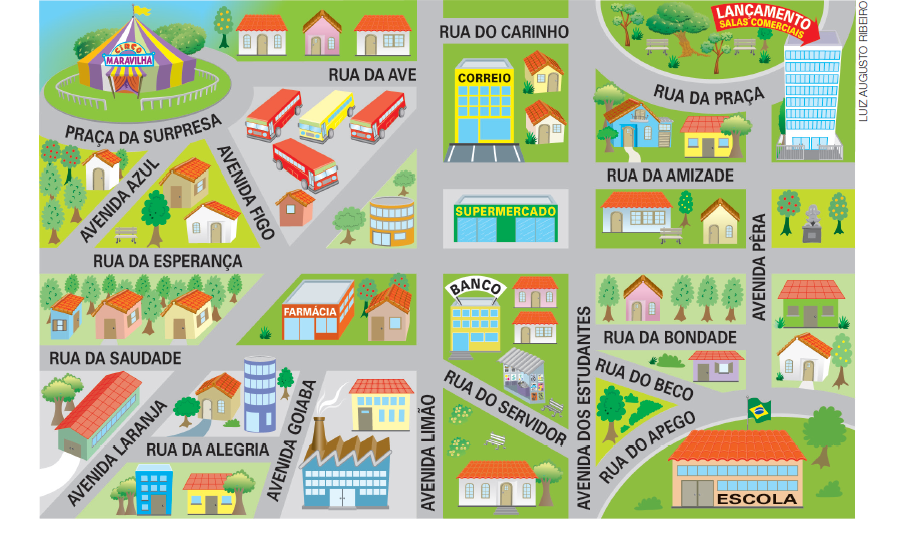 CIRCO
MARAVILHA
RUA DO CARINHO
LANÇAMENTO
SALAS COMERCIAIS
LUIZ AUGUSTO RIBEIRO
RUA DA AVE
CORREIO
RUA DA PRAÇA
PRAÇA DA SURPRESA
AVENIDA AZUL
AVENIDA FIGO
RUA DA AMIZADE
SUPERMERCADO
AVENIDA PÊRA
RUA DA ESPERANÇA
BANCO
FARMÁCIA
RUA DA BONDADE
RUA DA SAUDADE
RUA DO BECO
RUA DO SERVIDOR
AVENIDA DOS ESTUDANTES
AVENIDA LARANJA
AVENIDA GOIABA
AVENIDA LIMÃO
RUA DA ALEGRIA
RUA DO APEGO
ESCOLA